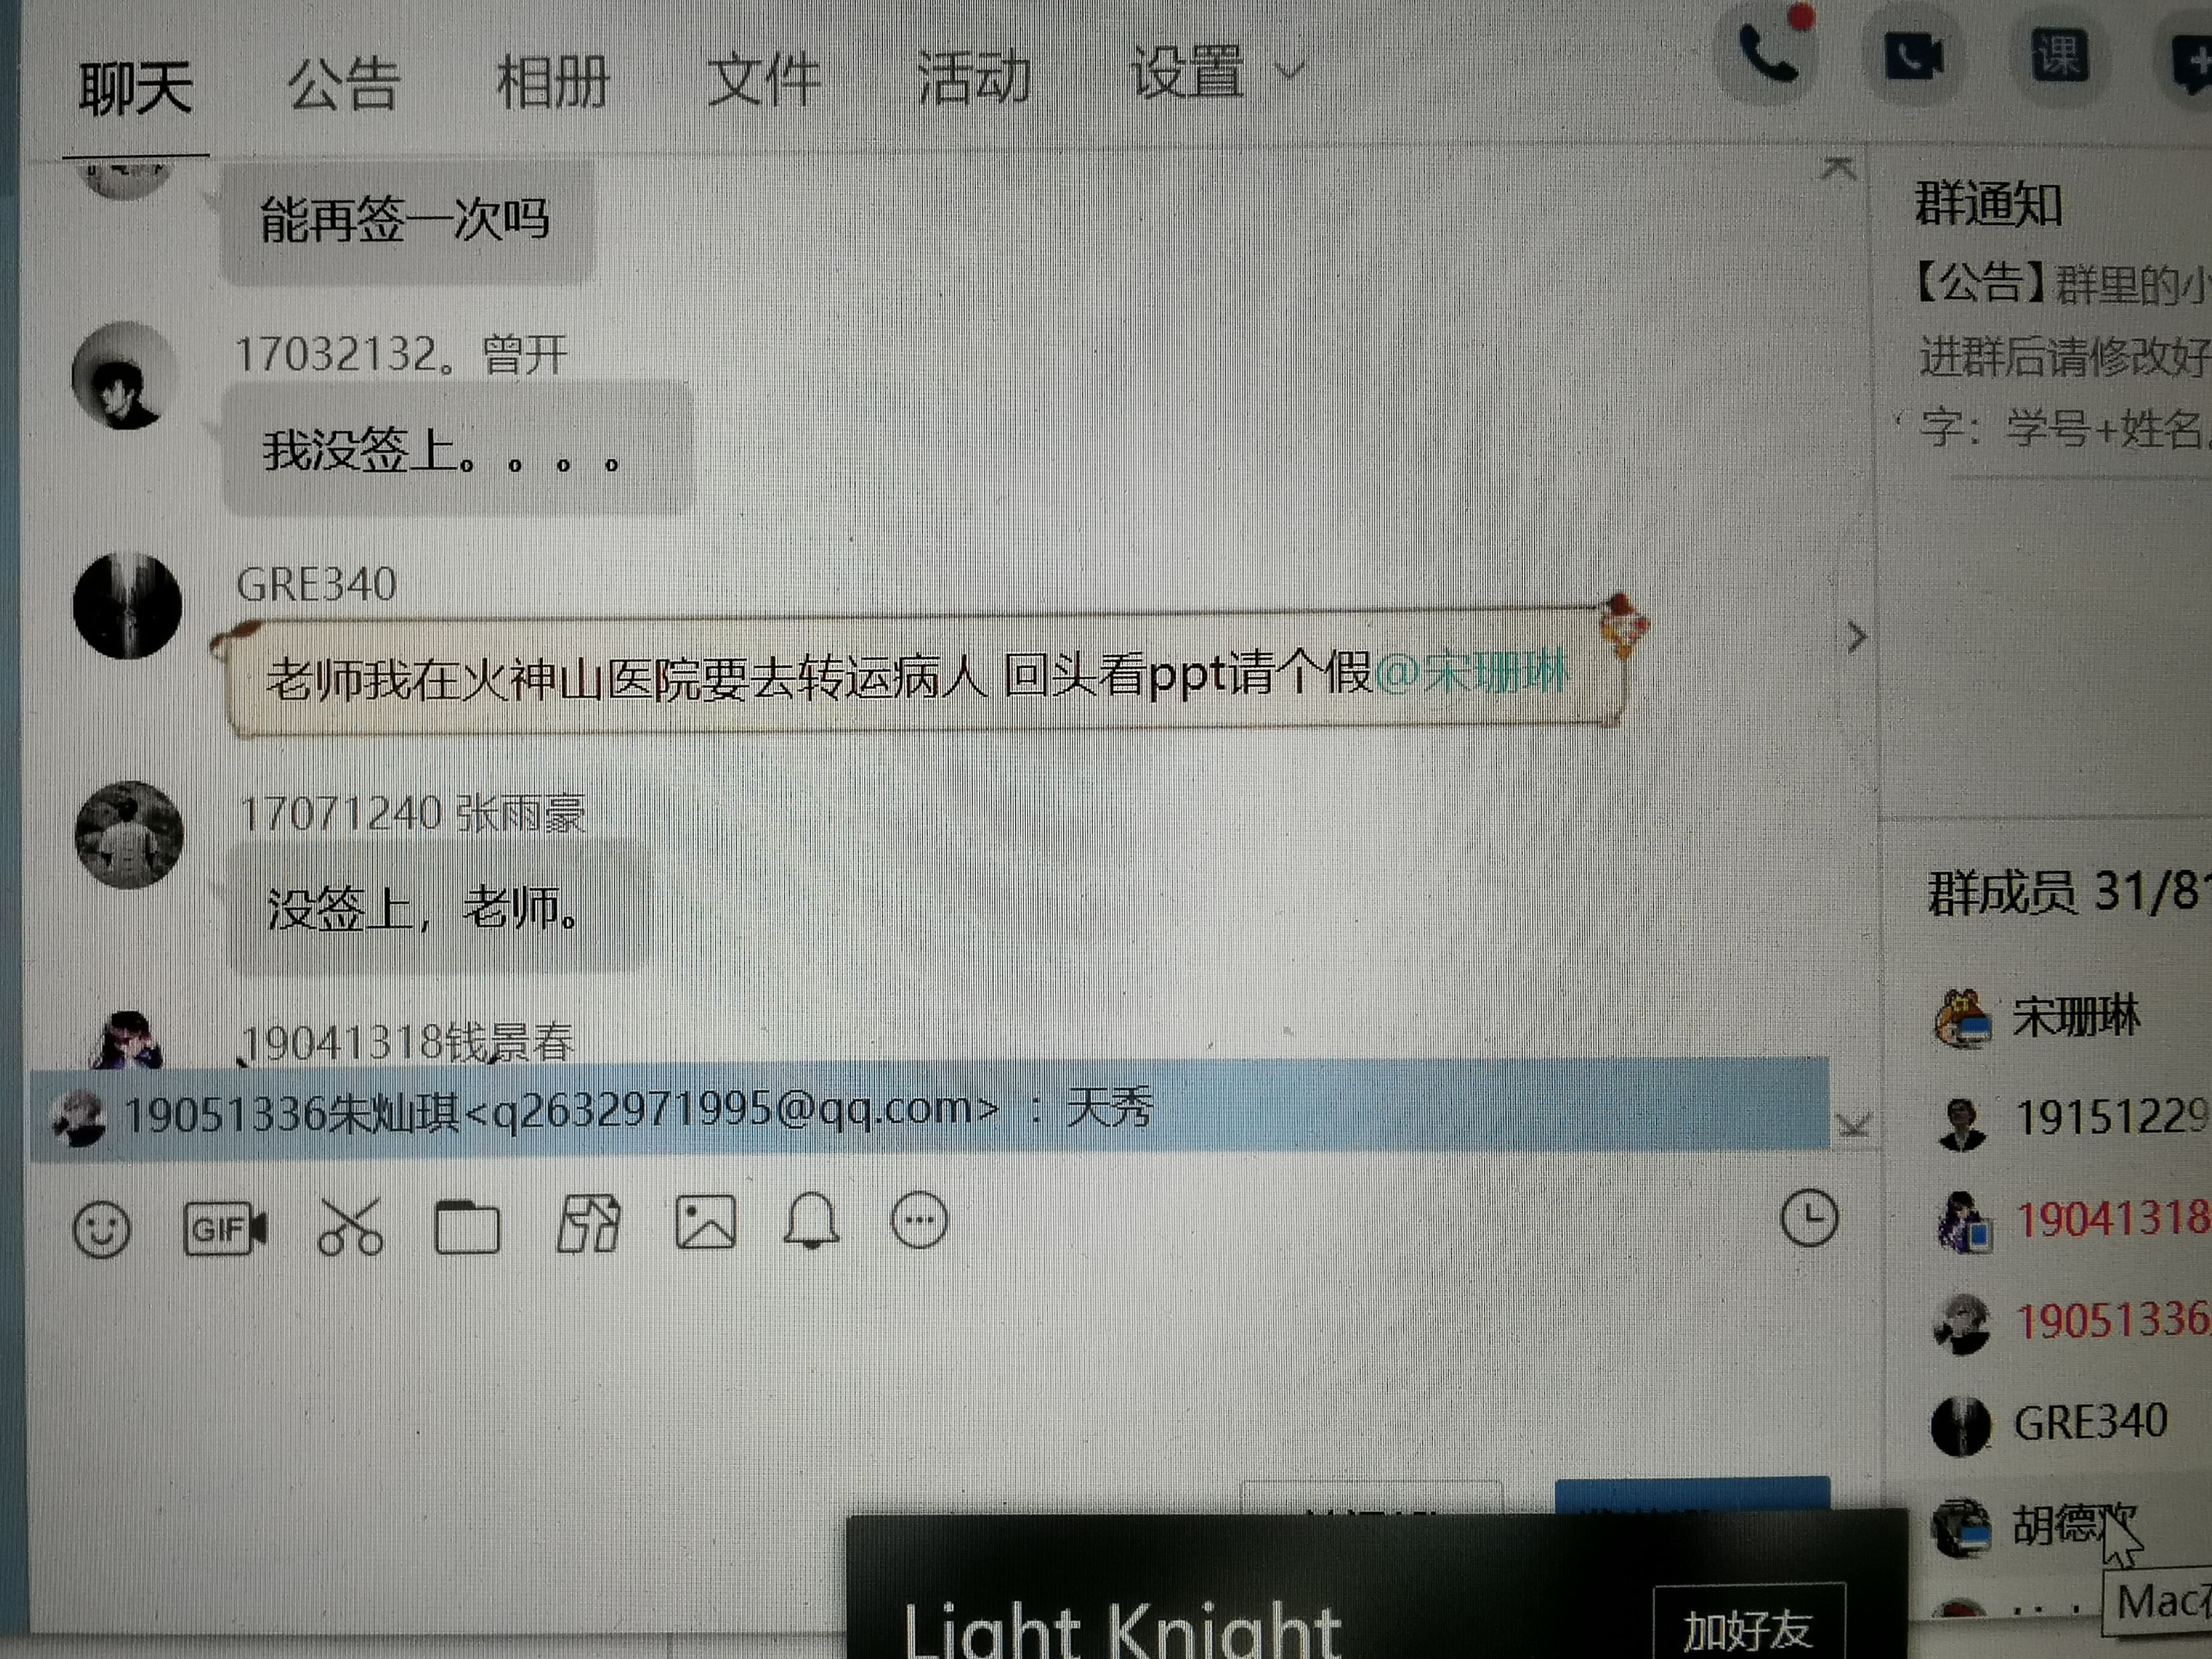 聊天 公告 相册 文件 活动 设置
课
能再签一次吗
17032132。曾开
我没签上。。。。
GRE340
老师我在火神山医院要去转运病人 回头看ppt请个假@宋珊琳
17071240 张雨豪
没签上，老师。
19041318钱景春
19051336朱灿琪<q2632971995@qq.com> ：天秀
GIF
群通知
【公告】群里的小
进群后请修改好
字：学号+姓名
群成员 31/81
宋珊琳
19151229
19041318
19051336
GRE340
胡德欢
Mac在
Light Knight
加好友